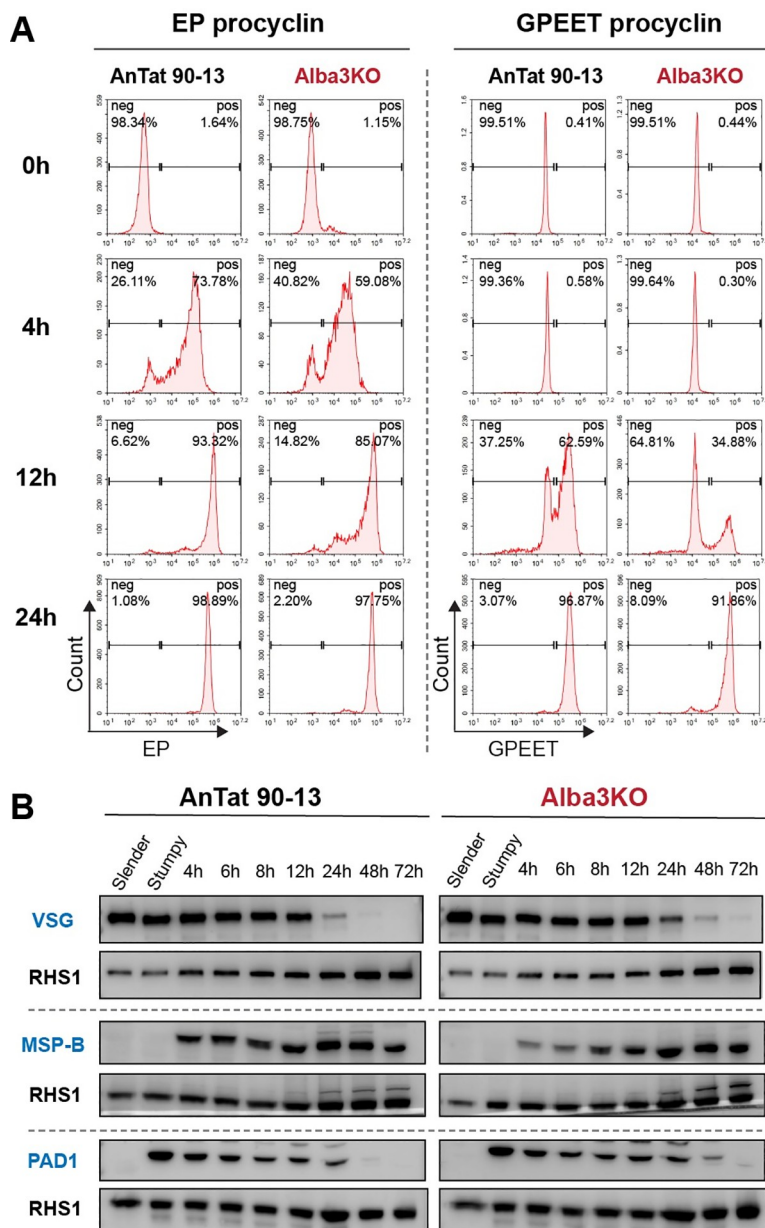 A
EP procyclin GPEET procyclin
AnTat 90-13 Alba3KO AnTat 90-13 Alba3KO
0h
neg 98.34% pos 1.64%
neg 98.75% pos 1.15%
neg 99.51% pos 0.41%
neg 99.51% pos 0.44%
4h
neg 26.11% pos 73.78%
neg 40.82% pos 59.08%
neg 99.36% pos 0.58%
neg 99.64% pos 0.30%
12h
neg 6.62% pos 93.32%
neg 14.82% pos 85.07%
neg 37.25% pos 62.59%
neg 64.81% pos 34.88%
24h
neg 1.08% pos 98.89%
neg 2.20% pos 97.75%
neg 3.07% pos 96.87%
neg 8.09% pos 91.86%
Count Count
EP GPEET
B
AnTat 90-13 Alba3KO
Slender Stumpy 4h 6h 8h 12h 24h 48h 72h Slender Stumpy 4h 6h 8h 12h 24h 48h 72h
VSG
RHS1
MSP-B
RHS1
PAD1
RHS1